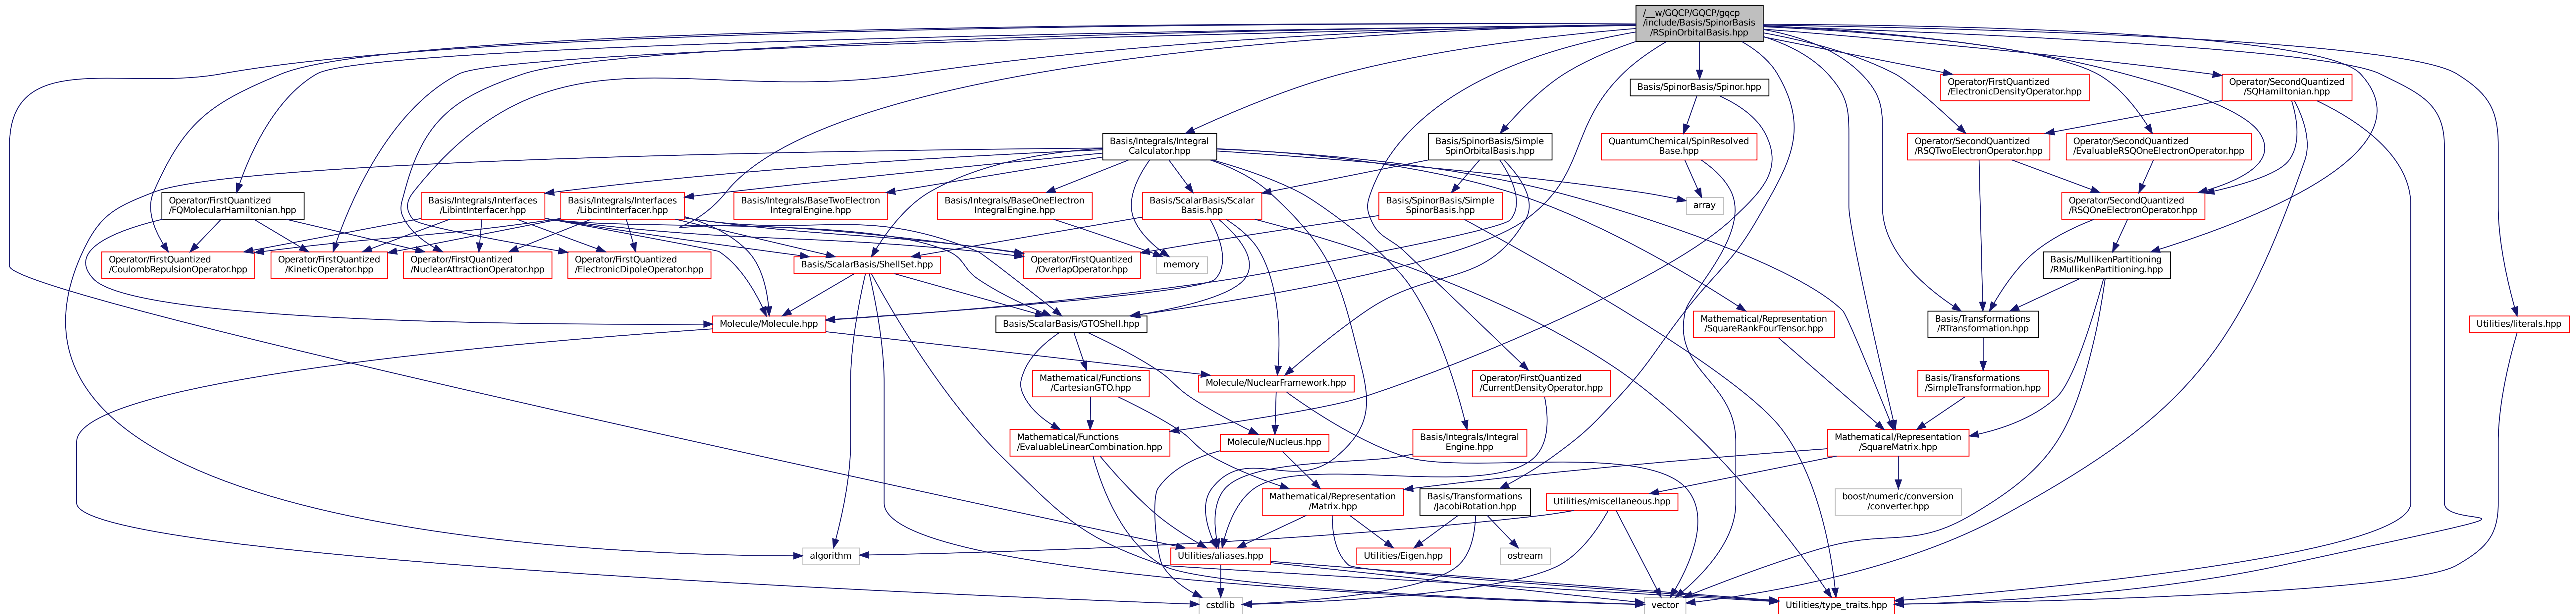 /__w/GQCP/GQCP/gqcp
/include/Basis/SpinorBasis
/RSpinOrbitalBasis.hpp
Basis/SpinorBasis/Spinor.hpp
Operator/FirstQuantized
/ElectronicDensityOperator.hpp
Operator/SecondQuantized
/SQHamiltonian.hpp
Basis/Integrals/Integral
Calculator.hpp
Basis/SpinorBasis/Simple
SpinOrbitalBasis.hpp
QuantumChemical/SpinResolved
Base.hpp
Operator/SecondQuantized
/RSQTwoElectronOperator.hpp
Operator/SecondQuantized
/EvaluableRSQOneElectronOperator.hpp
Operator/FirstQuantized
/FQMolecularHamiltonian.hpp
Basis/Integrals/Interfaces
/LibintInterfacer.hpp
Basis/Integrals/Interfaces
/LibcintInterfacer.hpp
Basis/Integrals/BaseTwoElectron
IntegralEngine.hpp
Basis/Integrals/BaseOneElectron
IntegralEngine.hpp
Basis/ScalarBasis/Scalar
Basis.hpp
Basis/SpinorBasis/Simple
SpinorBasis.hpp
array
Operator/SecondQuantized
/RSQOneElectronOperator.hpp
Operator/FirstQuantized
/CoulombRepulsionOperator.hpp
Operator/FirstQuantized
/KineticOperator.hpp
Operator/FirstQuantized
/NuclearAttractionOperator.hpp
Operator/FirstQuantized
/ElectronicDipoleOperator.hpp
Basis/ScalarBasis/ShellSet.hpp
Operator/FirstQuantized
/OverlapOperator.hpp
memory
Basis/MullikenPartitioning
/RMullikenPartitioning.hpp
Molecule/Molecule.hpp
Basis/ScalarBasis/GTOShell.hpp
Mathematical/Representation
/SquareRankFourTensor.hpp
Basis/Transformations
/RTransformation.hpp
Utilities/literals.hpp
Mathematical/Functions
/CartesianGTO.hpp
Molecule/NuclearFramework.hpp
Operator/FirstQuantized
/CurrentDensityOperator.hpp
Basis/Transformations
/SimpleTransformation.hpp
Mathematical/Functions
/EvaluableLinearCombination.hpp
Molecule/Nucleus.hpp
Basis/Integrals/Integral
Engine.hpp
Mathematical/Representation
/SquareMatrix.hpp
Mathematical/Representation
/Matrix.hpp
Basis/Transformations
/JacobiRotation.hpp
Utilities/miscellaneous.hpp
boost/numeric/conversion
/converter.hpp
algorithm
Utilities/aliases.hpp
Utilities/Eigen.hpp
ostream
cstdlib
vector
Utilities/type_traits.hpp